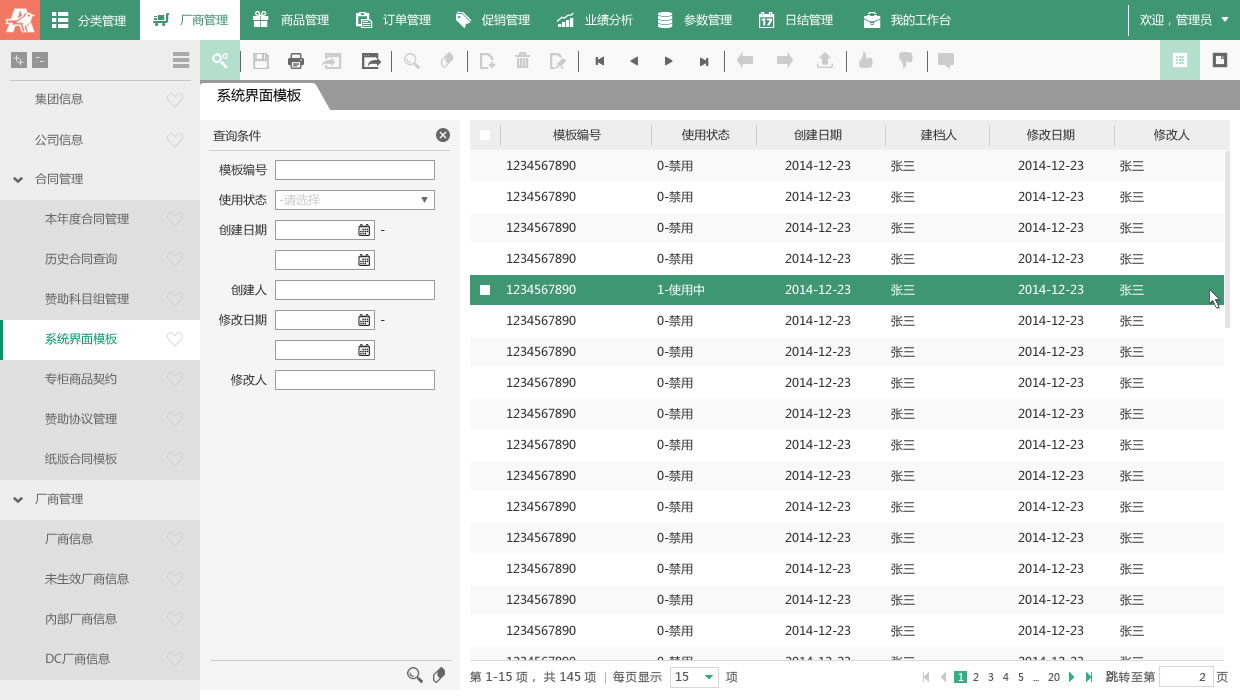 分类管理 厂商管理 商品管理 订单管理 促销管理 业绩分析 参数管理 日结管理 我的工作台 欢迎，管理员
集团信息
公司信息
合同管理
本年度合同管理
历史合同查询
赞助科目组管理
系统界面模板
专柜商品契约
赞助协议管理
纸版合同模板
厂商管理
厂商信息
未生效厂商信息
内部厂商信息
DC厂商信息
系统界面模板
查询条件
模板编号
使用状态 -请选择
创建日期 -
创建人
修改日期 -
修改人
模板编号 使用状态 创建日期 建档人 修改日期 修改人
1234567890 0-禁用 2014-12-23 张三 2014-12-23 张三
1234567890 0-禁用 2014-12-23 张三 2014-12-23 张三
1234567890 0-禁用 2014-12-23 张三 2014-12-23 张三
1234567890 0-禁用 2014-12-23 张三 2014-12-23 张三
1234567890 1-使用中 2014-12-23 张三 2014-12-23 张三
1234567890 0-禁用 2014-12-23 张三 2014-12-23 张三
1234567890 0-禁用 2014-12-23 张三 2014-12-23 张三
1234567890 0-禁用 2014-12-23 张三 2014-12-23 张三
1234567890 0-禁用 2014-12-23 张三 2014-12-23 张三
1234567890 0-禁用 2014-12-23 张三 2014-12-23 张三
1234567890 0-禁用 2014-12-23 张三 2014-12-23 张三
1234567890 0-禁用 2014-12-23 张三 2014-12-23 张三
1234567890 0-禁用 2014-12-23 张三 2014-12-23 张三
1234567890 0-禁用 2014-12-23 张三 2014-12-23 张三
1234567890 0-禁用 2014-12-23 张三 2014-12-23 张三
1234567890 0-禁用 2014-12-23 张三 2014-12-23 张三
第 1-15 项，共 145 项 | 每页显示 15 项 1 2 3 4 5 ... 20 跳转至第 2 页